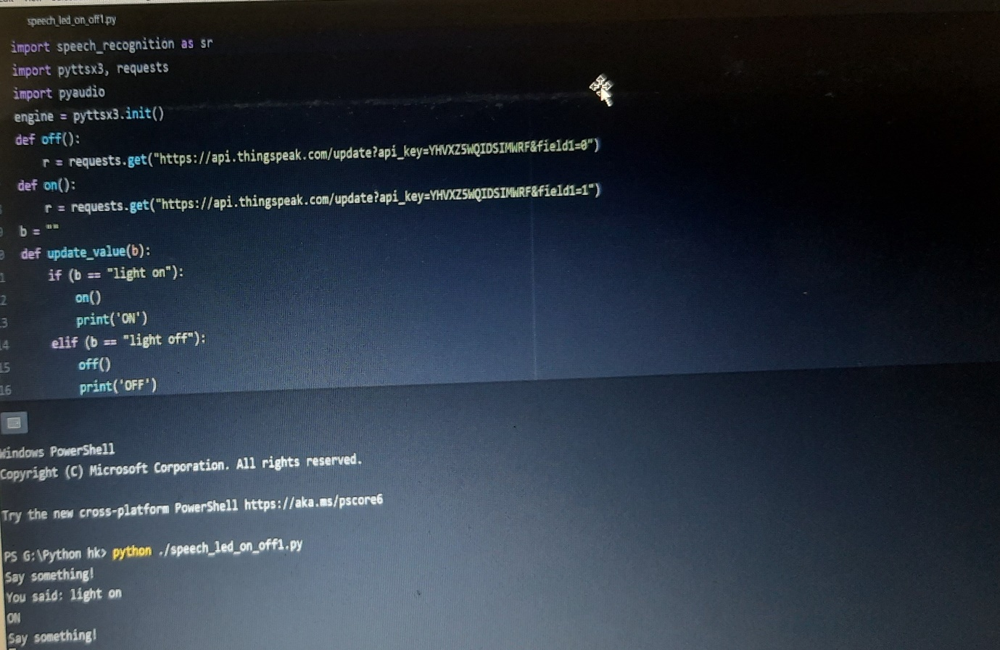 speech_led_on_off1.py
import speech_recognition as sr
import pyttsx3, requests
import pyaudio
engine = pyttsx3.init()
def off():
    r = requests.get("https://api.thingspeak.com/update?api_key=YHVXZ5WQIDSIMWRF&field1=0")
def on():
    r = requests.get("https://api.thingspeak.com/update?api_key=YHVXZ5WQIDSIMWRF&field1=1")
b = ""
def update_value(b):
    if (b == "light on"):
        on()
        print('ON')
14    elif (b == "light off"):
15        off()
16        print('OFF')
Windows PowerShell
Copyright (C) Microsoft Corporation. All rights reserved.
Try the new cross-platform PowerShell https://aka.ms/pscore6
PS G:\Python hk> python ./speech_led_on_off1.py
Say something!
You said: light on
ON
Say something!